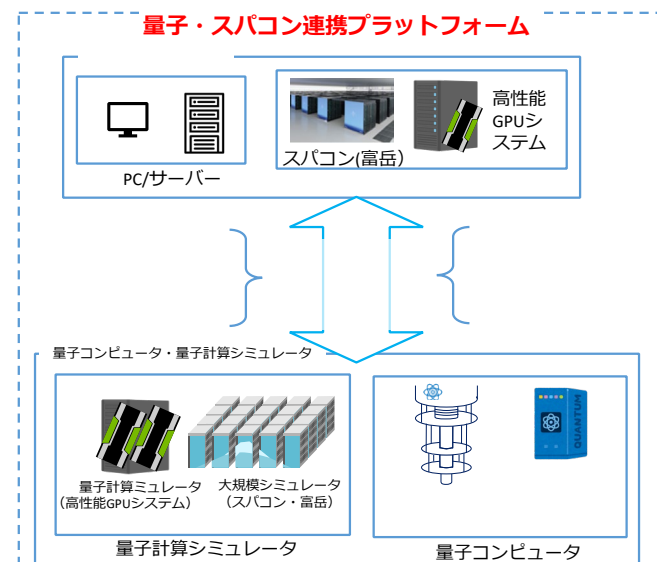 量子・スパコン連携プラットフォーム
高性能
GPUシ
ステム
スパコン(富岳）
PC/サーバー
量子コンピュータ・量子計算シミュレータ
QUANTUM
量子計算ミュレータ
（高性能GPUシステム）
大規模シミュレータ
（スパコン・富岳）
量子計算シミュレータ
量子コンピュータ